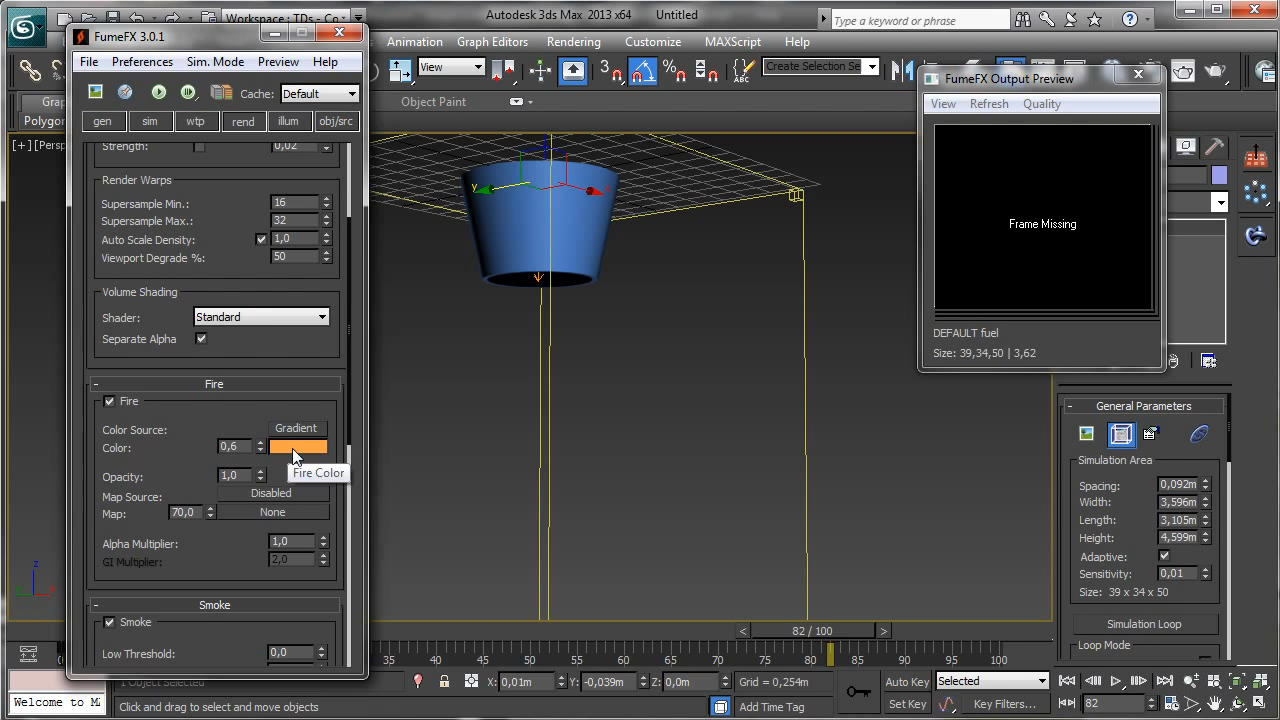 Workspace : TDs - Co
Autodesk 3ds Max 2013 x64 Untitled
Type a keyword or phrase
FumeFX 3.0.1
Animation Graph Editors Rendering Customize MAXScript Help
File Preferences Sim. Mode Preview Help
View
Create Selection Se
Cache: Default
Object Paint
gen sim wtp rend illum obj/src
Polygon
[+][Persp
Strength: 0,02
Render Warps
Supersample Min.: 16
Supersample Max.: 32
Auto Scale Density: 1,0
Viewport Degrade %: 50
Volume Shading
Shader: Standard
Separate Alpha
- Fire
Fire
Color Source: Gradient
Color: 0,6
Fire Color
Opacity: 1,0
Map Source: Disabled
Map: 70,0 None
Alpha Multiplier: 1,0
GI Multiplier: 2,0
- Smoke
Smoke
Low Threshold: 0,0
y
x
z
FumeFX Output Preview
View Refresh Quality
Frame Missing
DEFAULT fuel
Size: 39,34,50 | 3,62
- General Parameters
Simulation Area
Spacing: 0,092m
Width: 3,596m
Length: 3,105m
Height: 4,599m
Adaptive:
Sensitivity: 0,01
Size: 39 x 34 x 50
Simulation Loop
Loop Mode
< 82 / 100 >
35 40 45 50 55 60 65 70 75 80 85 90 95 100
1 Object Selected
X: 0,01m Y: -0,039m Z: 0,0m Grid = 0,254m
Auto Key Selected
Welcome to M
Click and drag to select and move objects
Add Time Tag
Set Key Key Filters... 82